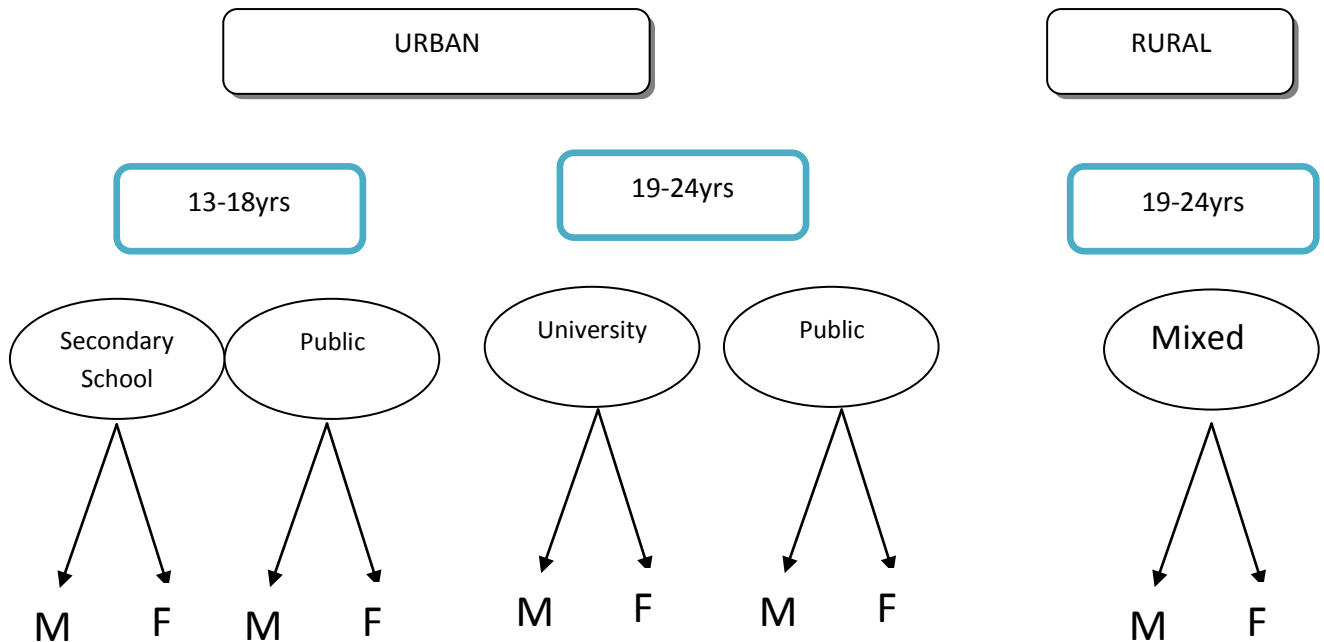 URBAN
RURAL
13-18yrs
19-24yrs
19-24yrs
Secondary
School
Public
University
Public
Mixed
M
F
M
F
M
F
M
F
M
F